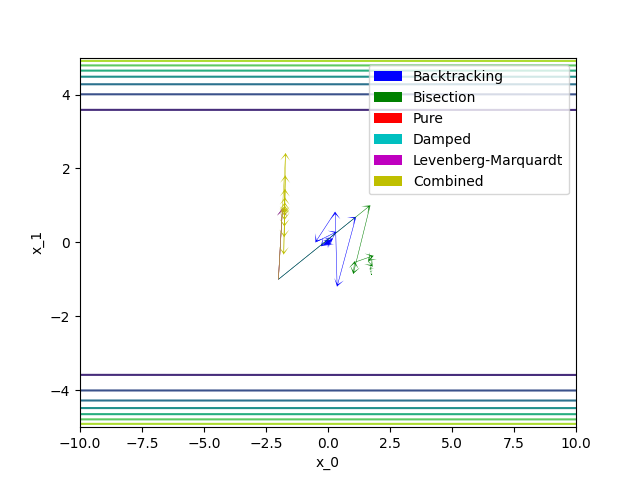 Backtracking
Bisection
Pure
Damped
Levenberg-Marquardt
Combined
4
2
0
−2
−4
x_1
−10.0 −7.5 −5.0 −2.5 0.0 2.5 5.0 7.5 10.0
x_0